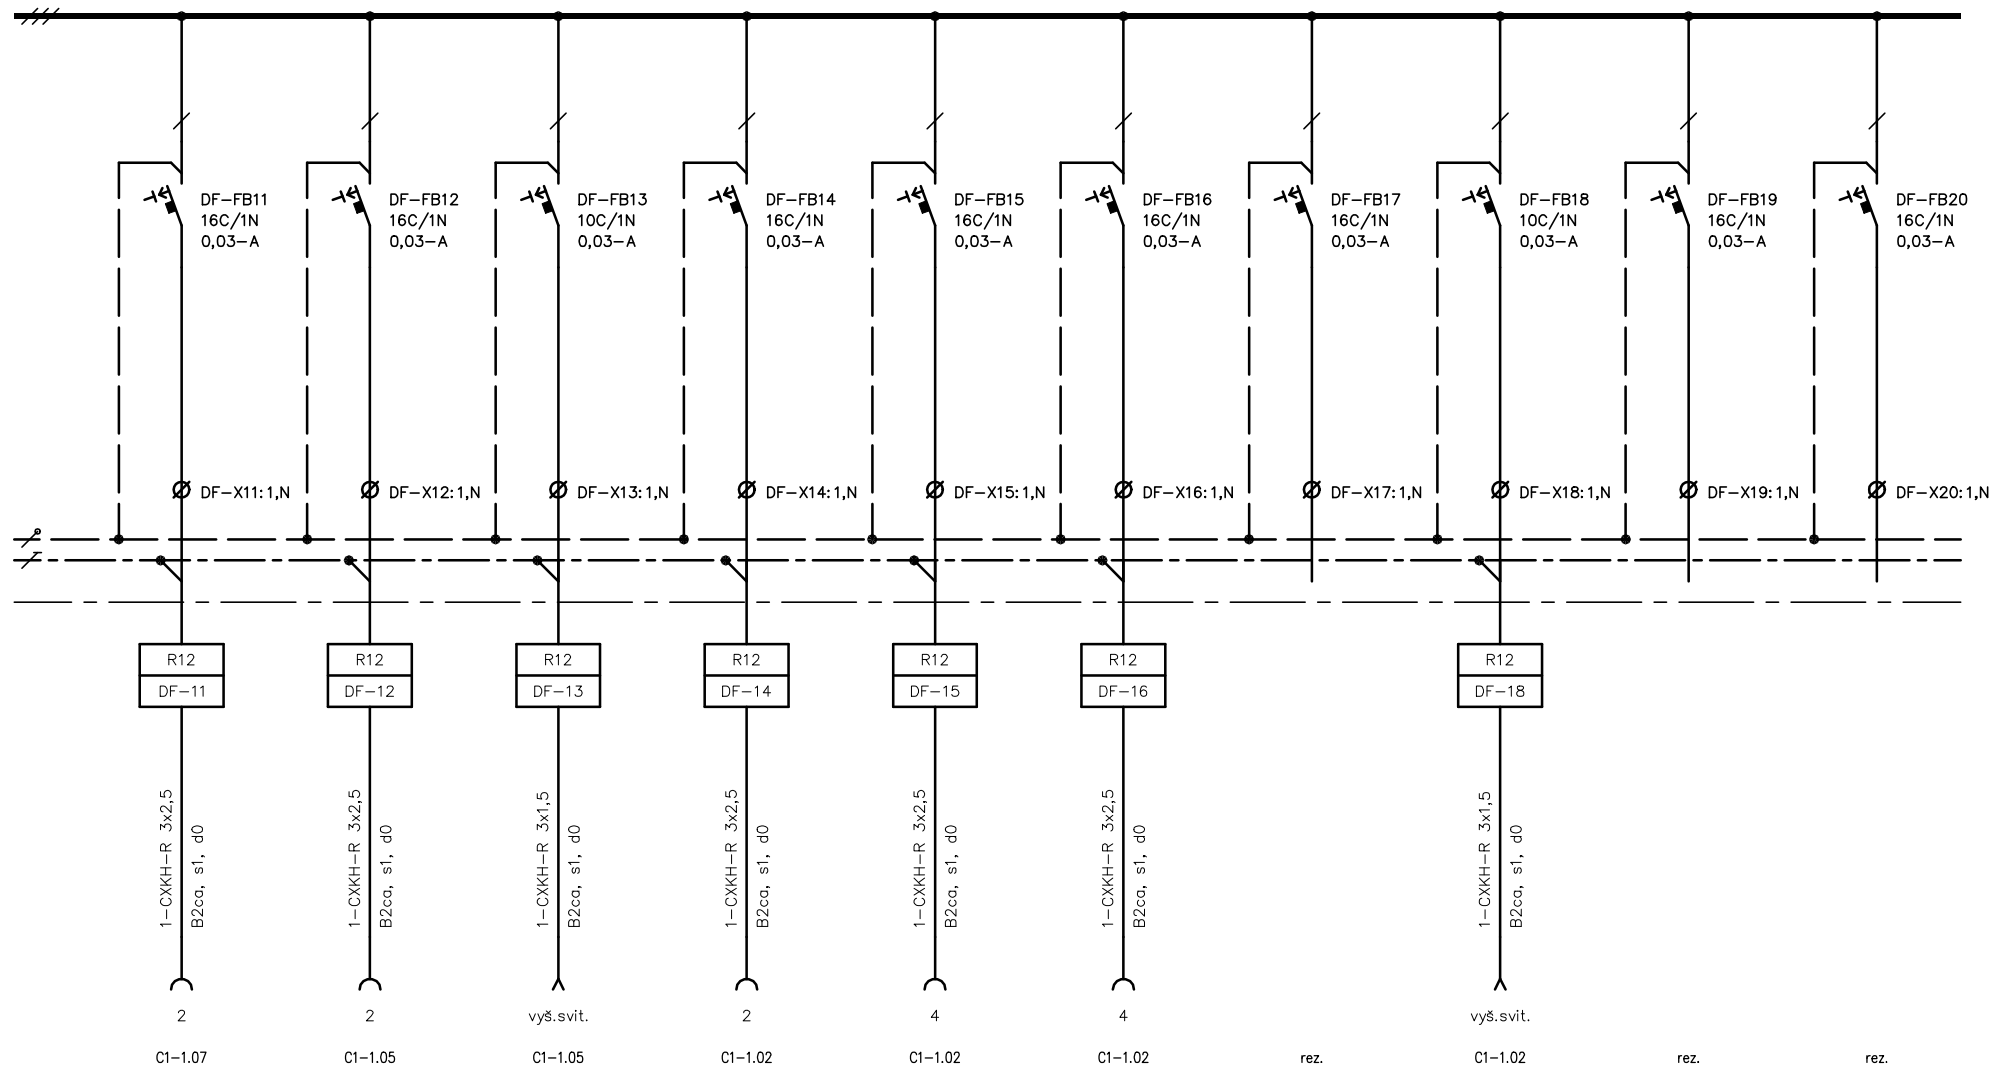 DF-FB11
16C/1N
0,03-A
DF-FB12
16C/1N
0,03-A
DF-FB13
10C/1N
0,03-A
DF-FB14
16C/1N
0,03-A
DF-FB15
16C/1N
0,03-A
DF-FB16
16C/1N
0,03-A
DF-FB17
16C/1N
0,03-A
DF-FB18
10C/1N
0,03-A
DF-FB19
16C/1N
0,03-A
DF-FB20
16C/1N
0,03-A
DF-X11:1,N
DF-X12:1,N
DF-X13:1,N
DF-X14:1,N
DF-X15:1,N
DF-X16:1,N
DF-X17:1,N
DF-X18:1,N
DF-X19:1,N
DF-X20:1,N
R12
DF-11
R12
DF-12
R12
DF-13
R12
DF-14
R12
DF-15
R12
DF-16
R12
DF-18
1-CXKH-R 3x2,5
B2ca, s1, d0
1-CXKH-R 3x2,5
B2ca, s1, d0
1-CXKH-R 3x1,5
B2ca, s1, d0
1-CXKH-R 3x2,5
B2ca, s1, d0
1-CXKH-R 3x2,5
B2ca, s1, d0
1-CXKH-R 3x2,5
B2ca, s1, d0
1-CXKH-R 3x1,5
B2ca, s1, d0
2
2
vyš.svit.
2
4
4
vyš.svit.
C1-1.07
C1-1.05
C1-1.05
C1-1.02
C1-1.02
C1-1.02
rez.
C1-1.02
rez.
rez.